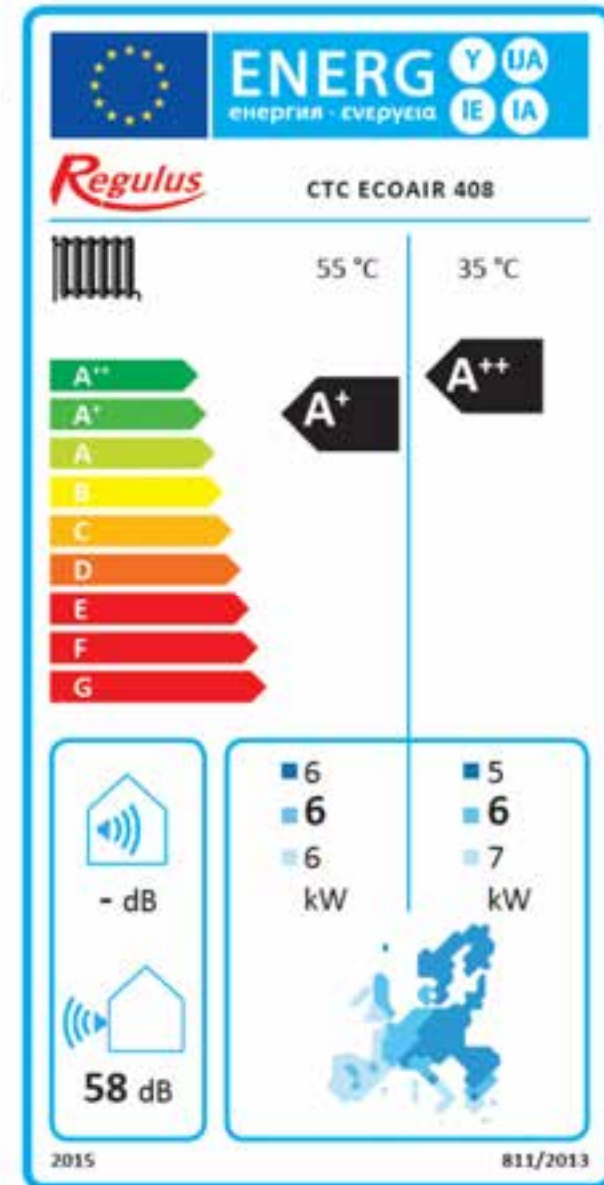 ENERG Y IJA
енергия · ενεργεια IE IA
Regulus CTC ECOAIR 408
55 °C 35 °C
A++
A+
A
B
C
D
E
F
G
A+
A++
6 5
6 6
6 7
kW kW
- dB
58 dB
2015 811/2013